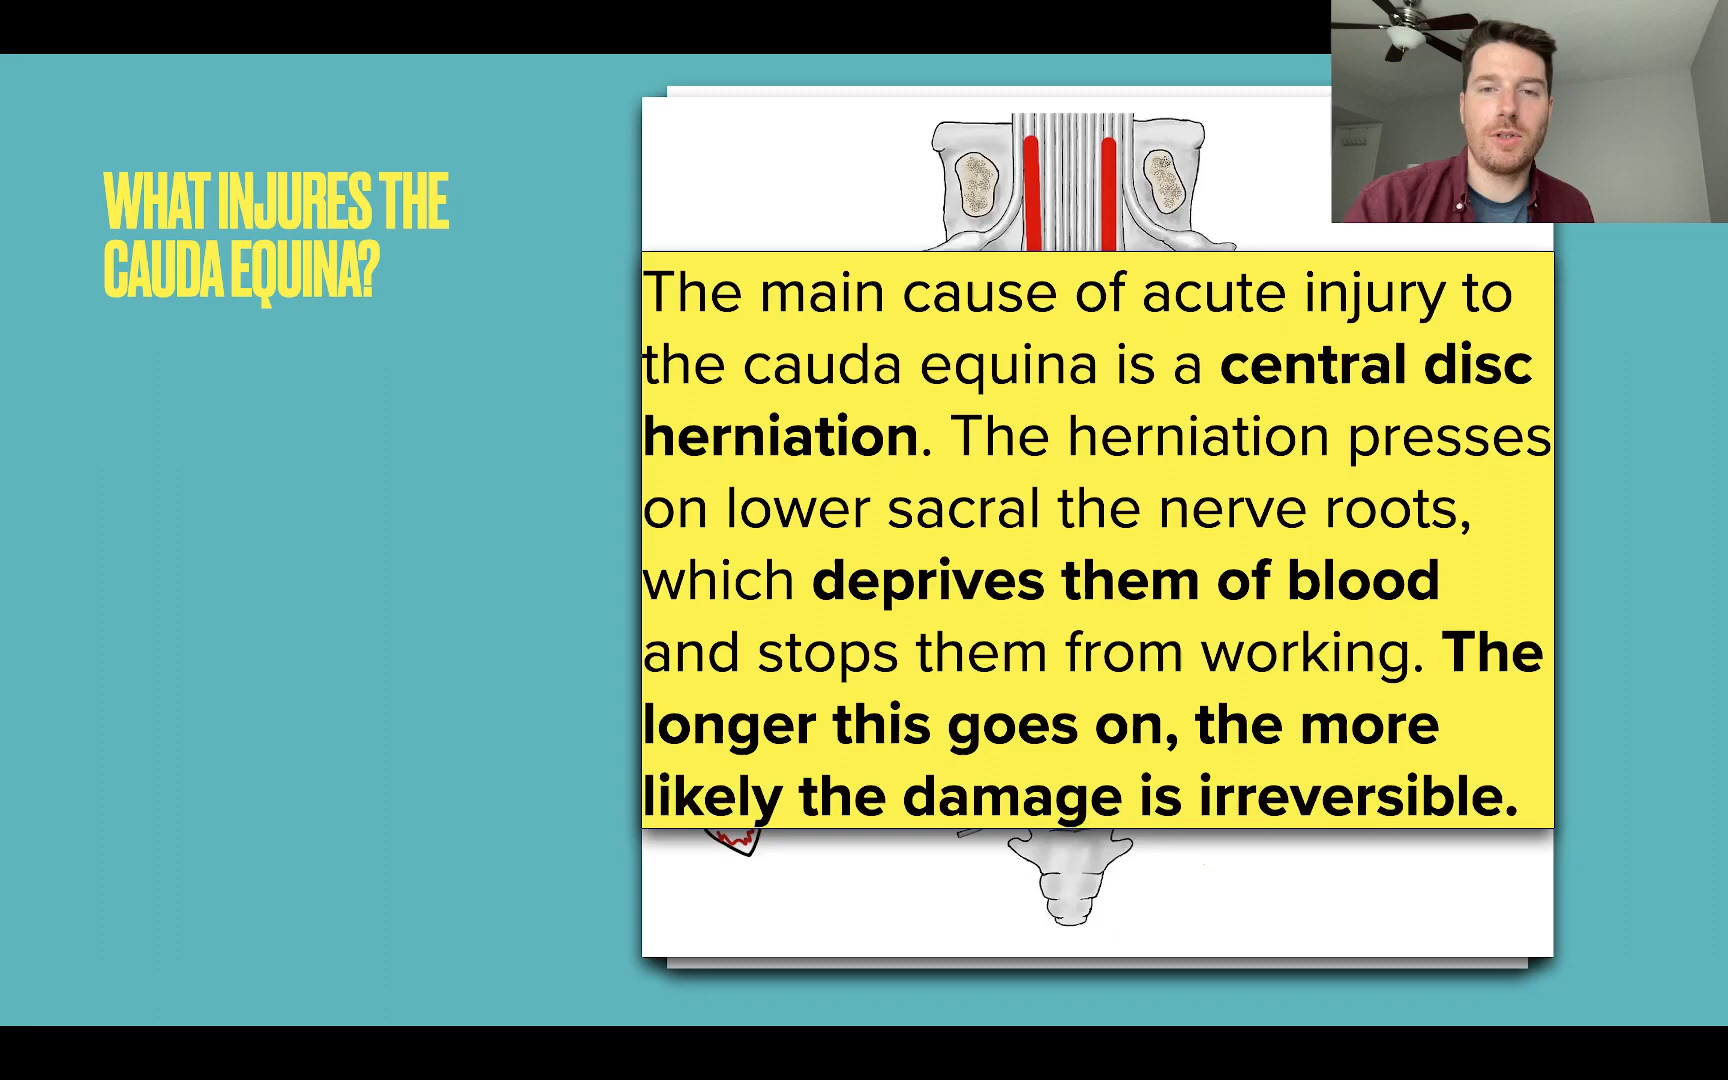 WHAT INJURES THE
CAUDA EQUINA?
The main cause of acute injury to
the cauda equina is a central disc
herniation. The herniation presses
on lower sacral the nerve roots,
which deprives them of blood
and stops them from working. The
longer this goes on, the more
likely the damage is irreversible.